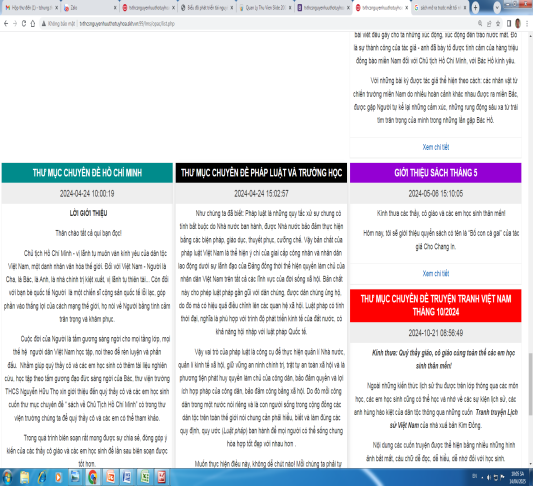 Hộp thư đến (2) - tohung
Zalo
Không bảo mật | trithcnguyenhuuthotuyhoa.
bài viết đều gây cho ta những xúc động, xúc động đến trào nước mắt. Đó
là sự thành công của tác giả - anh đã bày tỏ được tình cảm của hàng triệu
đồng bào miền Nam đối với Chủ tịch Hồ Chí Minh, với Bác Hồ kính yêu.
Với những bài ký được tác giả thể hiện theo cách: các nhân vật từ
chiến trường miền Nam do nhiều hoàn cảnh khác nhau được ra miền Bắc,
được gặp Người tự kể lại những cảm xúc, những rung động sâu xa từ trái
tim trân trọng của mình trong những lần gặp Bác Hồ.
Xem chi tiết
THƯ MỤC CHUYÊN ĐỀ HỒ CHÍ MINH
2024-04-24 10:00:19
LỜI GIỚI THIỆU
Thân chào tất cả quí bạn đọc!
Chủ tịch Hồ Chí Minh - vị lãnh tụ muôn vàn kính yêu của dân tộc
Việt Nam, một danh nhân văn hóa thế giới. Đối với Việt Nam - Người là
Cha, là Bác, là Anh, là nhà chính trị kiệt xuất, vị lãnh tụ thiên tài... Còn đối
với bạn bè quốc tế Người là một chiến sĩ cộng sản quốc tế lỗi lạc, góp
phần vào thắng lợi của cách mạng thế giới, họ nói về Người bằng tình cảm
trân trọng và khâm phục.
Cuộc đời của Người là tấm gương sáng ngời cho mọi tầng lớp, mọi
thế hệ người dân Việt Nam học tập, noi theo để rèn luyện và phấn
đấu. Nhằm giúp quý thầy cô và các em học sinh có thêm tài liệu nghiên
cứu, học tập theo tấm gương đạo đức sáng ngời của Bác, thư viện trường
THCS Nguyễn Hữu Thọ xin giới thiệu đến quý thầy cô và các em học sinh
cuốn thư mục chuyên đề " sách về Chủ Tịch Hồ Chí Minh" có trong thư
viện trường chúng ta để quý thầy cô và các em có thể tham khảo.
Trong quá trình biên soạn rất mong được sự chia sẻ, đóng góp ý
kiến của các thầy cô giáo và các em học sinh để lần sau biên soạn được
tốt hơn.
THƯ MỤC CHUYÊN ĐỀ PHÁP LUẬT VÀ TRƯỜNG HỌC
2024-04-24 15:02:57
Như chúng ta đã biết: Pháp luật là những quy tắc xử sự chung có
tính bắt buộc do Nhà nước ban hành, được Nhà nước bảo đảm thực hiện
bằng các biện pháp, giáo dục, thuyết phục, cưỡng chế. Vậy bản chất của
pháp luật Việt Nam là thể hiện ý chí của giai cấp công nhân và nhân dân
lao động dưới sự lãnh đạo của Đảng đồng thời thể hiện quyền làm chủ của
nhân dân Việt Nam trên tất cả các lĩnh vực của đời sống xã hội. Bản chất
này cho phép luật pháp gắn gũi với dân chúng, được dân chúng ủng hộ,
do đó mà có hiệu quả điều chỉnh lên các quan hệ xã hội. Luật pháp có tính
thời đại, nghĩa là phù hợp với trình độ phát triển kinh tế của đất nước, có
khả năng hội nhập với luật pháp Quốc tế.
Vậy vai trò của pháp luật là công cụ để thực hiện quản lí Nhà nước,
quản lí kinh tế xã hội, giữ vững an ninh chính trị, trật tự an toàn xã hội và là
phương tiện phát huy quyền làm chủ của công dân, bảo đảm quyền và lợi
ích hợp pháp của công dân, bảo đảm công bằng xã hội. Do đó mỗi công
dân trong một nước nói riêng và là con người sống trong cộng đồng các
dân tộc trên toàn thế giới nói chung cần phải hiểu, biết và làm đúng các
quy định, quy ước (Luật pháp) ban hành để mọi người có thể sống chung
hòa hợp tốt đẹp với nhau hơn
Muốn thực hiện điều này, không để chút nào! Mỗi chúng ta phải tự
GIỚI THIỆU SÁCH THÁNG 5
2024-05-06 15:10:05
Kính thưa các thầy, cô giáo và các em học sinh thân mến!
Hôm nay, tôi sẽ giới thiệu quyển sách có tên là "Bố con cá gai" của tác
giả Cho Chang In.
Xem chi tiết
THƯ MỤC CHUYÊN ĐỀ TRUYỆN TRANH VIỆT NAM
THÁNG 10/2024
2024-10-21 08:56:49
Kính thưa: Quý thầy giáo, cô giáo cùng toàn thể các em học
sinh thân mến!
Ngoài những kiến thức lịch sử thu được trên lớp thông qua các môn
học, các em học sinh cũng có thể học và nhớ về các sự kiện lịch sử, các
anh hùng hào kiệt của dân tộc thông qua những cuốn Tranh truyện Lịch
sử Việt Nam của nhà xuất bản Kim Đồng.
Nội dung các cuốn truyện được thể hiện bằng nhiều những hình
ảnh bắt mắt, câu chữ dễ đọc, dễ hiểu, dễ nhớ đối với học sinh.